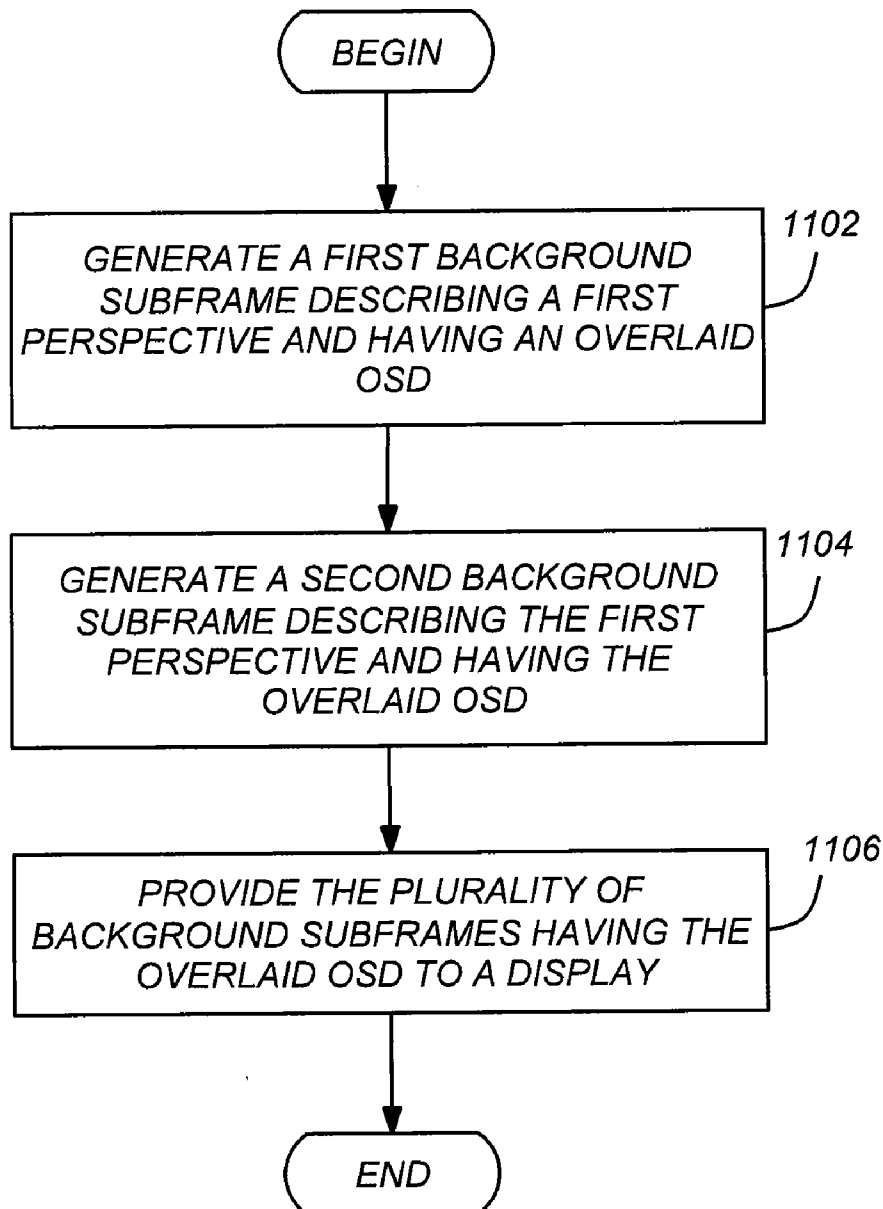 BEGIN
1102
GENERATE A FIRST BACKGROUND
SUBFRAME DESCRIBING A FIRST
PERSPECTIVE AND HAVING AN OVERLAID
OSD
1104
GENERATE A SECOND BACKGROUND
SUBFRAME DESCRIBING THE FIRST
PERSPECTIVE AND HAVING THE
OVERLAID OSD
1106
PROVIDE THE PLURALITY OF
BACKGROUND SUBFRAMES HAVING THE
OVERLAID OSD TO A DISPLAY
END